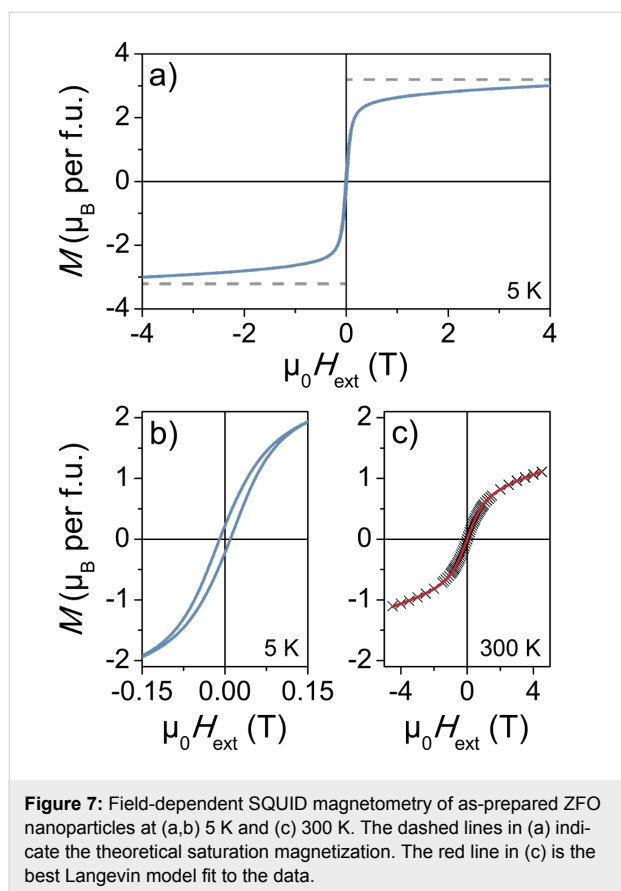 a)
4
2
0
-2
-4
M (μB per f.u.)
5 K
-4 -2 0 2 4
μ0Hext (T)
b)
2
1
0
-1
-2
M (μB per f.u.)
5 K
-0.15 0.00 0.15
μ0Hext (T)
c)
2
1
0
-1
-2
300 K
-4 0 4
μ0Hext (T)
Figure 7: Field-dependent SQUID magnetometry of as-prepared ZFO
nanoparticles at (a,b) 5 K and (c) 300 K. The dashed lines in (a) indi-
cate the theoretical saturation magnetization. The red line in (c) is the
best Langevin model fit to the data.